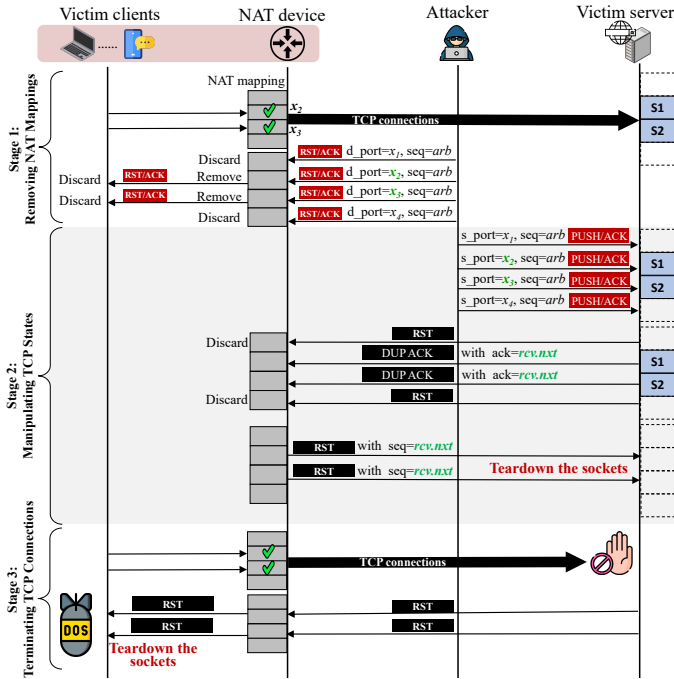 Victim clients
NAT device
Attacker
Victim server
......
NAT mapping
Stage 1:
Removing NAT Mappings
x2
x3
TCP connections
S1
S2
Discard
RST/ACK d_port=x1, seq=arb
Discard
RST/ACK
Remove
RST/ACK d_port=x2, seq=arb
Discard
RST/ACK
Remove
RST/ACK d_port=x3, seq=arb
Discard
RST/ACK d_port=x4, seq=arb
Stage 2:
Manipulating TCP States
s_port=x1, seq=arb PUSH/ACK
s_port=x2, seq=arb PUSH/ACK
S1
s_port=x3, seq=arb PUSH/ACK
S2
s_port=x4, seq=arb PUSH/ACK
Discard
RST
DUP ACK with ack=rcv.nxt
S1
DUP ACK with ack=rcv.nxt
S2
Discard
RST
RST with seq=rcv.nxt
RST with seq=rcv.nxt
Teardown the sockets
Stage 3:
Terminating TCP Connections
TCP connections
RST
RST
RST
RST
DOS
Teardown the
sockets